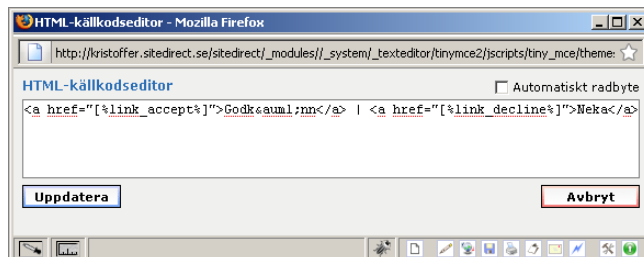 HTML-källkodseditor - Mozilla Firefox
http://kristoffer.sitedirect.se/sitedirect/_modules//_system/_texteditor/tinymce2/jscripts/tiny_mce/theme:
HTML-källkodseditor
Automatiskt radbyte
<a href="[%link_accept%]">Godk&auml;nn</a> | <a href="[%link_decline%]">Neka</a>
Uppdatera
Avbryt